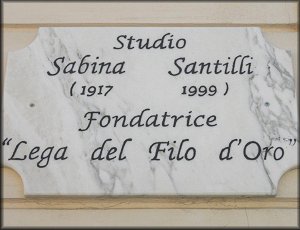 Studio
Sabina Santilli
(1917 1999)
Fondatrice
"Lega del Filo d'Oro"